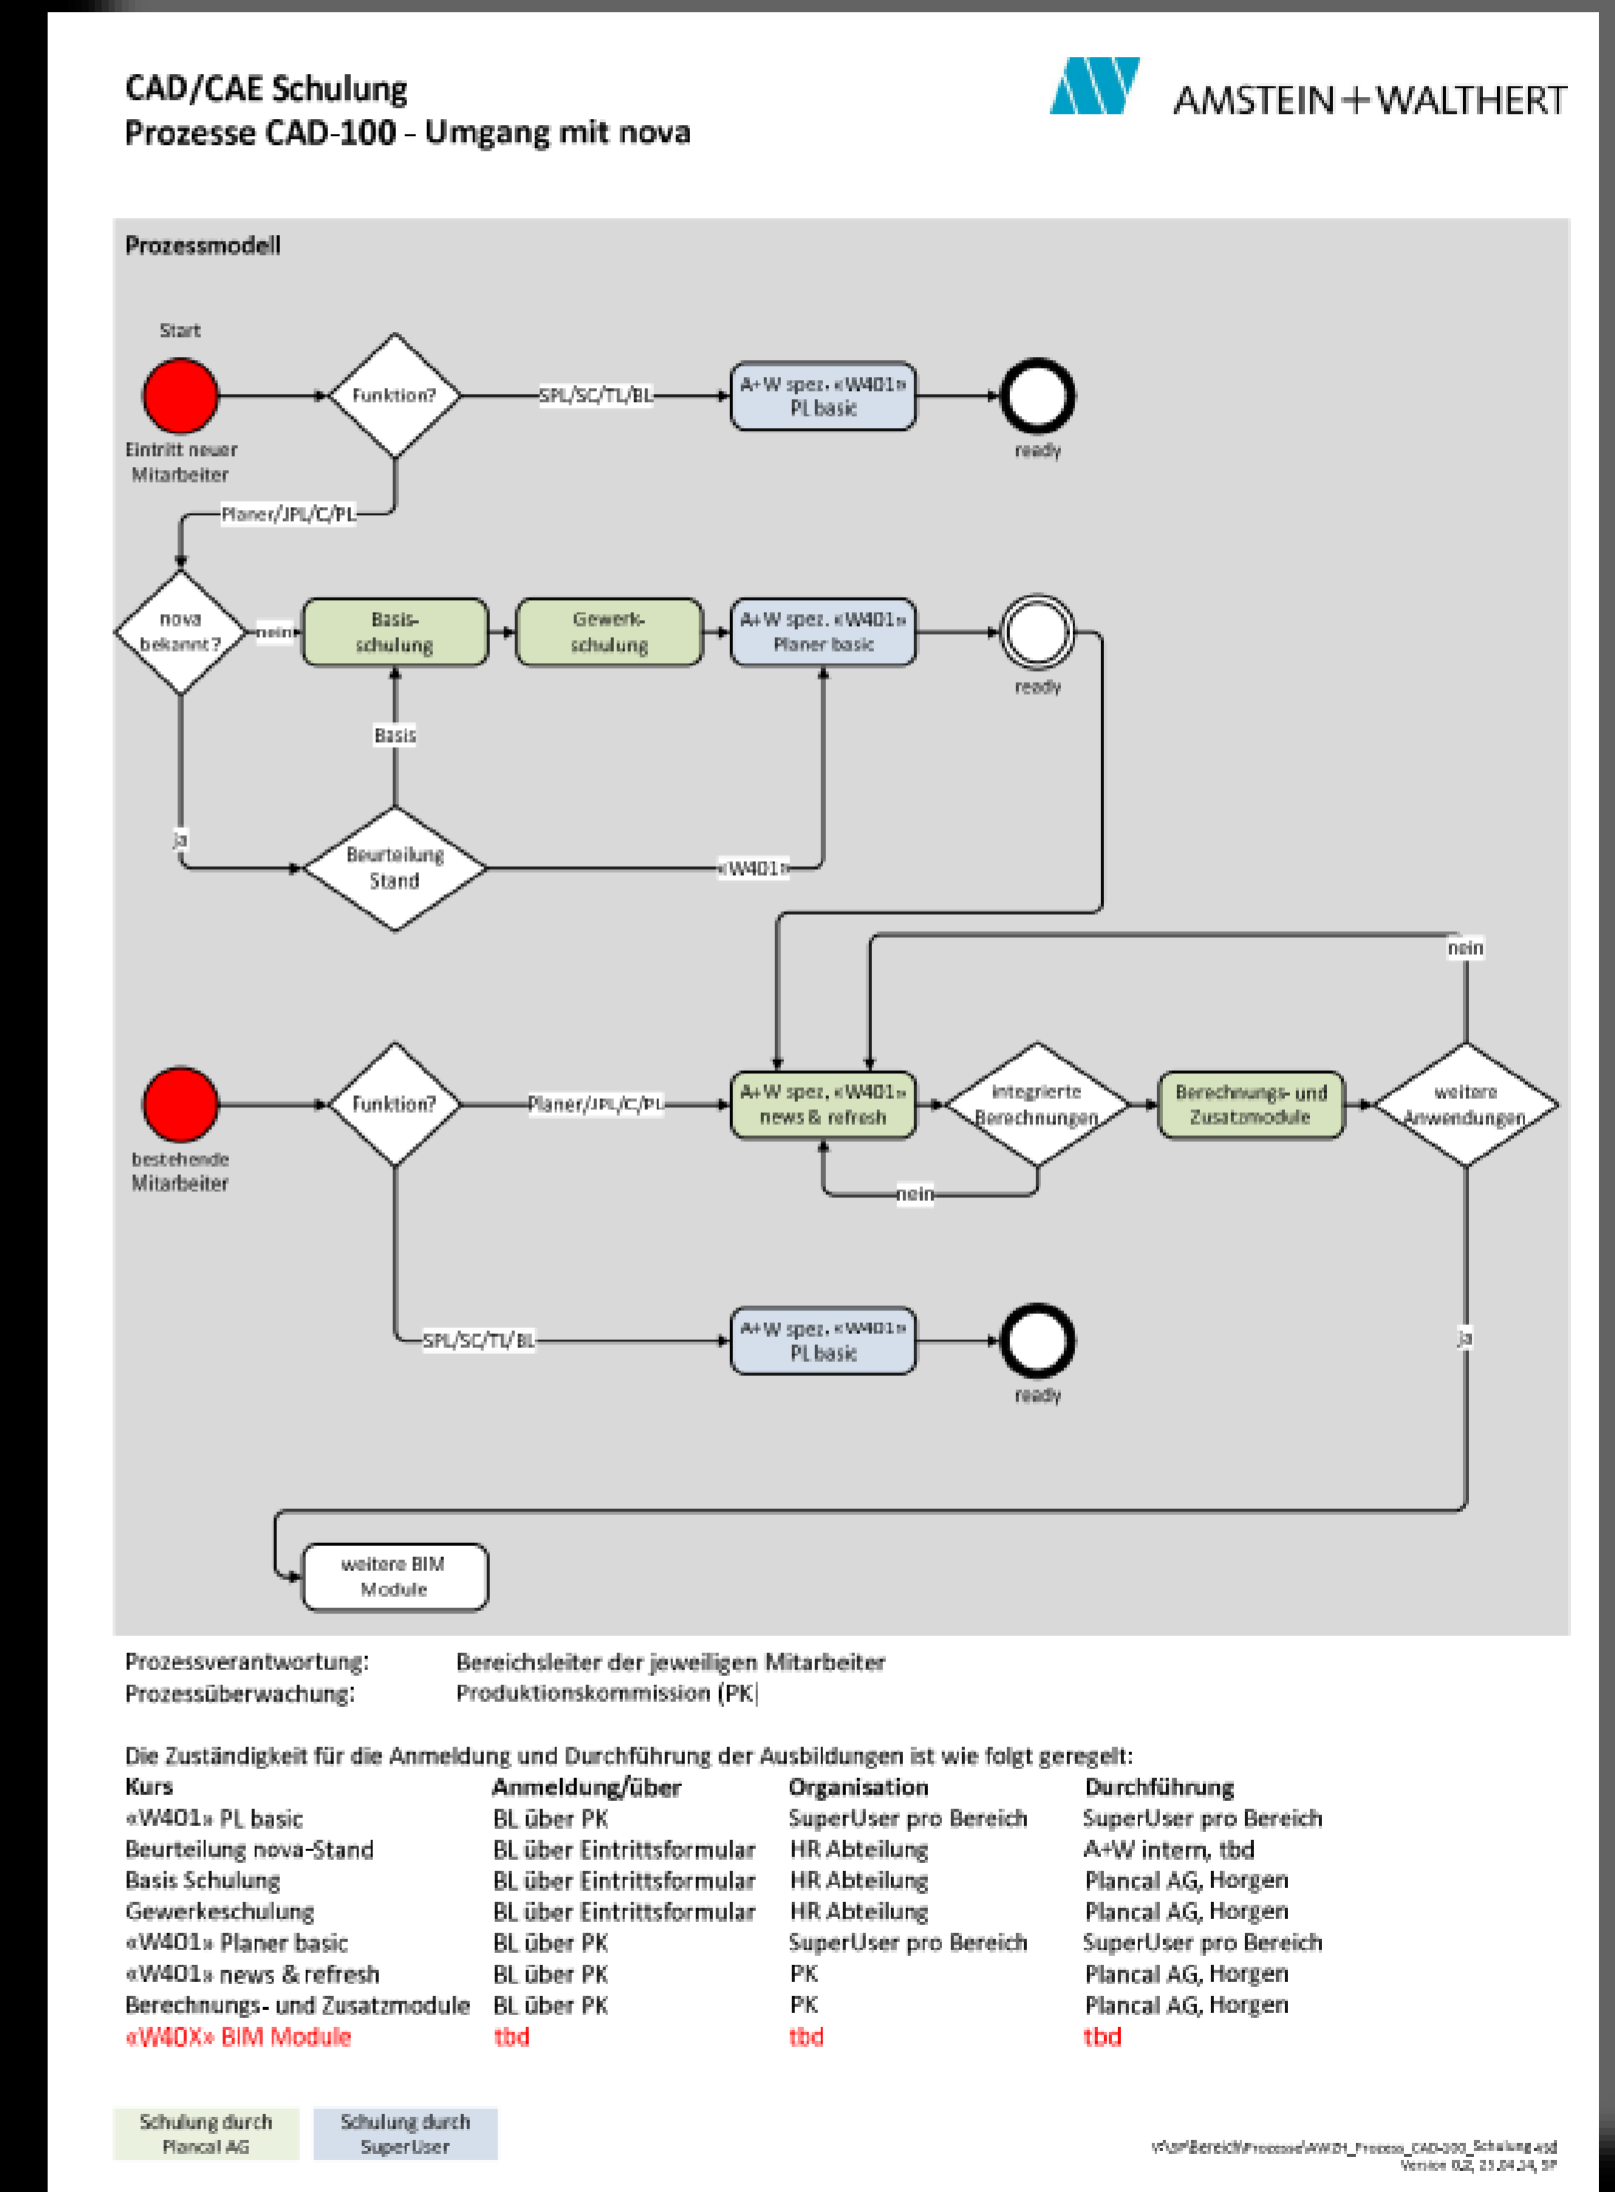 CAD/CAE Schulung
Prozesse CAD-100 - Umgang mit nova
AMSTEIN+WALTHERT
Prozessmodell
Start
Funktion?
SPL/SC/TL/BL
A+W spez. «W401»
PL basic
Eintritt neuer
Mitarbeiter
ready
Planer/JPL/C/PL
nova
bekannt?
nein
Basis-
schulung
Gewerk-
schulung
A+W spez. «W401»
Planer basic
ready
Basis
ja
Beurteilung
Stand
«W401»
nein
Funktion?
Planer/JPL/C/PL
A+W spez. «W401»
news & refresh
integrierte
Berechnungen
Berechnungs- und
Zusatzmodule
weitere
Anwendungen
bestehende
Mitarbeiter
nein
SPL/SC/TL/BL
A+W spez. «W401»
PL basic
ja
ready
weitere BIM
Module
Prozessverantwortung: Bereichsleiter der jeweiligen Mitarbeiter
Prozessüberwachung: Produktionskommission (PK)
Die Zuständigkeit für die Anmeldung und Durchführung der Ausbildungen ist wie folgt geregelt:
Kurs Anmeldung/über Organisation Durchführung
«W401» PL basic BL über PK SuperUser pro Bereich SuperUser pro Bereich
Beurteilung nova-Stand BL über Eintrittsformular HR Abteilung A+W intern, tbd
Basis Schulung BL über Eintrittsformular HR Abteilung Plancal AG, Horgen
Gewerkeschulung BL über Eintrittsformular HR Abteilung Plancal AG, Horgen
«W401» Planer basic BL über PK SuperUser pro Bereich SuperUser pro Bereich
«W401» news & refresh BL über PK PK Plancal AG, Horgen
Berechnungs- und Zusatzmodule BL über PK PK Plancal AG, Horgen
«W40X» BIM Module tbd tbd tbd
Schulung durch
Plancal AG
Schulung durch
SuperUser
Version 0.2, 25.04.14, SP